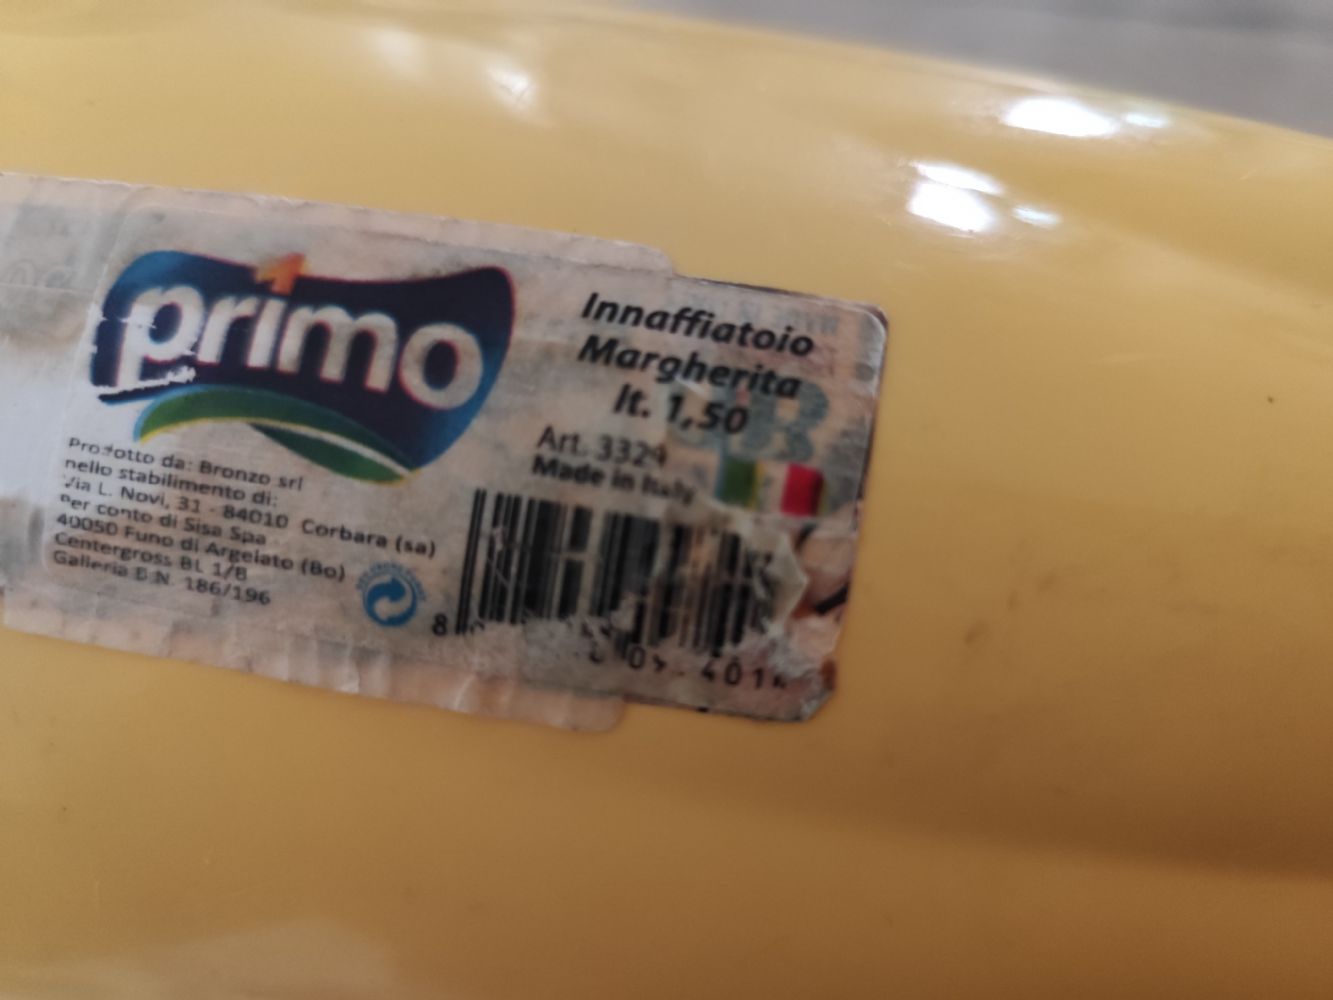 primo
Innaffiatoio
Margherita
lt. 1,50
Art. 3324
Made in Italy
Prodotto da: Bronzo srl
nello stabilimento di:
Via L. Novi, 31 - 84010 Corbara (sa)
Per conto di Sisa Spa
40050 Funo di Argelato (Bo)
Centergross BL 1/B
Galleria B N. 186/196